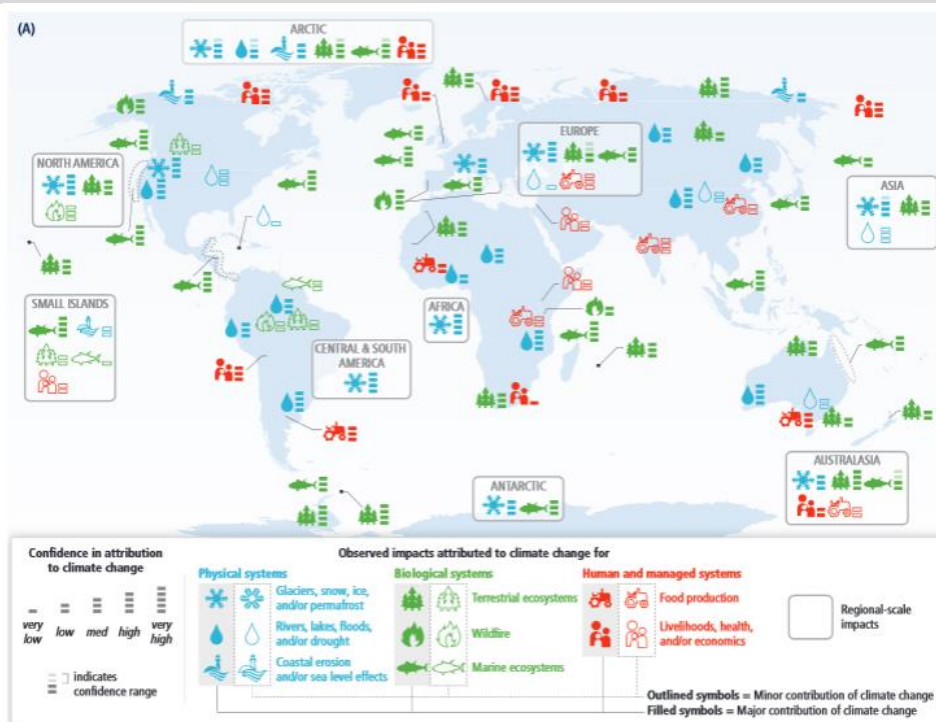 (A)
ARCTIC
EUROPE
NORTH AMERICA
ASIA
SMALL ISLANDS
AFRICA
CENTRAL & SOUTH
AMERICA
AUSTRALASIA
ANTARCTIC
Confidence in attribution
to climate change
very
low
low
med
high
very
high
indicates
confidence range
Observed impacts attributed to climate change for
Physical systems
Glaciers, snow, ice,
and/or permafrost
Rivers, lakes, floods,
and/or drought
Coastal erosion
and/or sea level effects
Biological systems
Terrestrial ecosystems
Wildfire
Marine ecosystems
Human and managed systems
Food production
Livelihoods, health,
and/or economics
Regional-scale
impacts
Outlined symbols = Minor contribution of climate change
Filled symbols = Major contribution of climate change